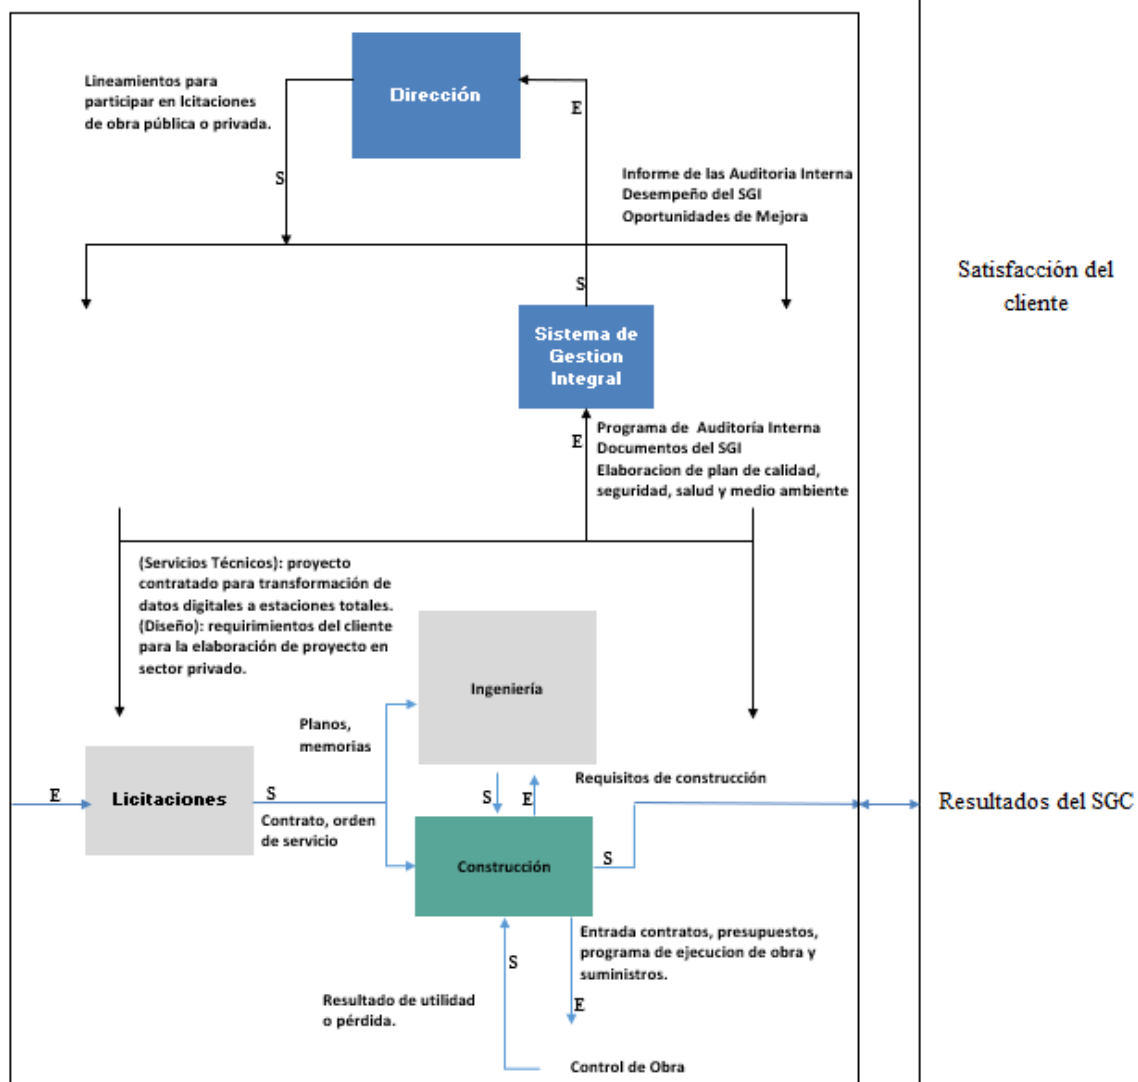 Dirección
Lineamientos para
participar en lcitaciones
de obra pública o privada.
E
S
Informe de las Auditoria Interna
Desempeño del SGI
Oportunidades de Mejora
Satisfacción del
cliente
S
Sistema de
Gestion
Integral
E
Programa de Auditoría Interna
Documentos del SGI
Elaboracion de plan de calidad,
seguridad, salud y medio ambiente
(Servicios Técnicos): proyecto
contratado para transformación de
datos digitales a estaciones totales.
(Diseño): requirimientos del cliente
para la elaboración de proyecto en
sector privado.
Ingeniería
Planos,
memorias
Requisitos de construcción
E
Licitaciones
S
S
E
Resultados del SGC
Contrato, orden
de servicio
Construcción
S
Entrada contratos, presupuestos,
programa de ejecucion de obra y
suministros.
S
Resultado de utilidad
o pérdida.
E
Control de Obra